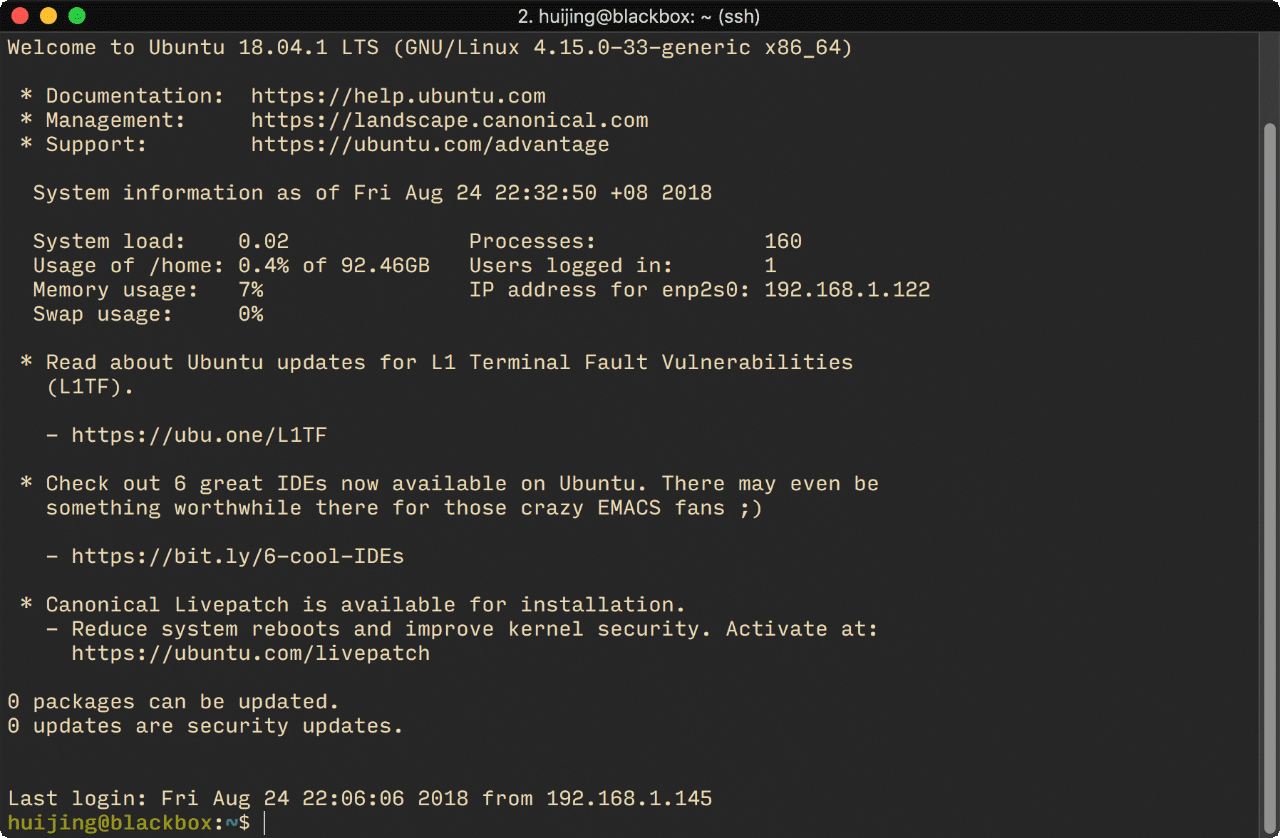 2. huijing@blackbox: ~ (ssh)
Welcome to Ubuntu 18.04.1 LTS (GNU/Linux 4.15.0-33-generic x86_64)
* Documentation:  https://help.ubuntu.com
* Management:     https://landscape.canonical.com
* Support:        https://ubuntu.com/advantage
System information as of Fri Aug 24 22:32:50 +08 2018
System load:    0.02              Processes:             160
Usage of /home: 0.4% of 92.46GB   Users logged in:       1
Memory usage:   7%                IP address for enp2s0: 192.168.1.122
Swap usage:     0%
* Read about Ubuntu updates for L1 Terminal Fault Vulnerabilities
(L1TF).
- https://ubu.one/L1TF
* Check out 6 great IDEs now available on Ubuntu. There may even be
something worthwhile there for those crazy EMACS fans ;)
- https://bit.ly/6-cool-IDEs
* Canonical Livepatch is available for installation.
- Reduce system reboots and improve kernel security. Activate at:
https://ubuntu.com/livepatch
0 packages can be updated.
0 updates are security updates.
Last login: Fri Aug 24 22:06:06 2018 from 192.168.1.145
huijing@blackbox:~$